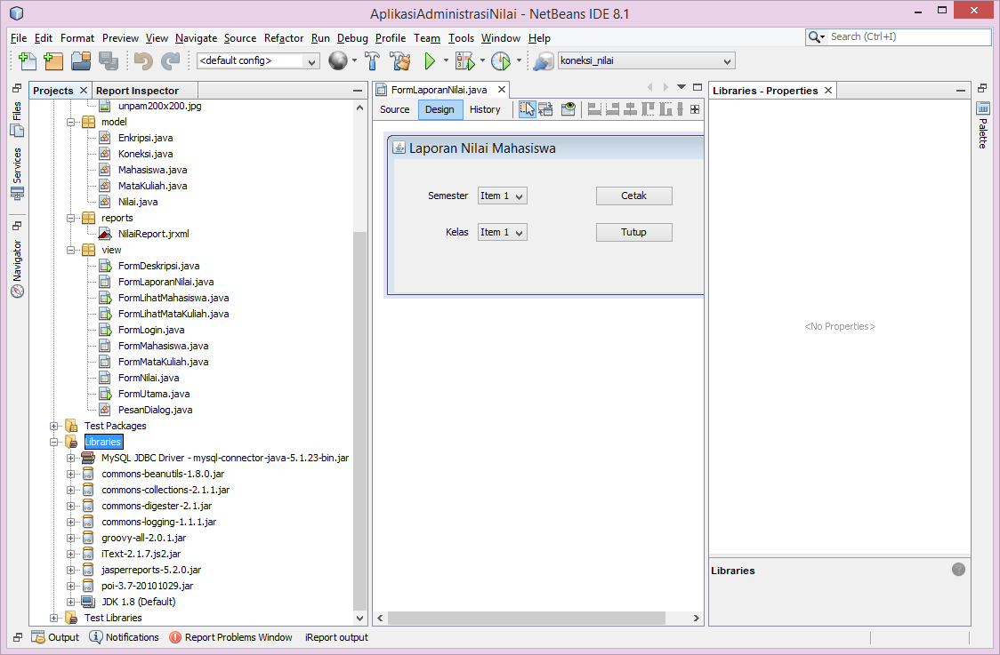 AplikasiAdministrasiNilai - NetBeans IDE 8.1
File Edit Format Preview View Navigate Source Refactor Run Debug Profile Team Tools Window Help
Search (Ctrl+I)
<default config>
koneksi_nilai
Projects
Report Inspector
Files
Services
Navigator
unpam200x200.jpg
model
Enkripsi.java
Koneksi.java
Mahasiswa.java
MataKuliah.java
Nilai.java
reports
NilaiReport.jrxml
view
FormDeskripsi.java
FormLaporanNilai.java
FormLihatMahasiswa.java
FormLihatMataKuliah.java
FormLogin.java
FormMahasiswa.java
FormMataKuliah.java
FormNilai.java
FormUtama.java
PesanDialog.java
Test Packages
Libraries
MySQL JDBC Driver - mysql-connector-java-5.1.23-bin.jar
commons-beanutils-1.8.0.jar
commons-collections-2.1.1.jar
commons-digester-2.1.jar
commons-logging-1.1.1.jar
groovy-all-2.0.1.jar
iText-2.1.7.js2.jar
jasperreports-5.2.0.jar
poi-3.7-20101029.jar
JDK 1.8 (Default)
Test Libraries
FormLaporanNilai.java
Source Design History
Laporan Nilai Mahasiswa
Semester Item 1 Cetak
Kelas Item 1 Tutup
Libraries - Properties
<No Properties>
Libraries
Palette
Output Notifications Report Problems Window iReport output